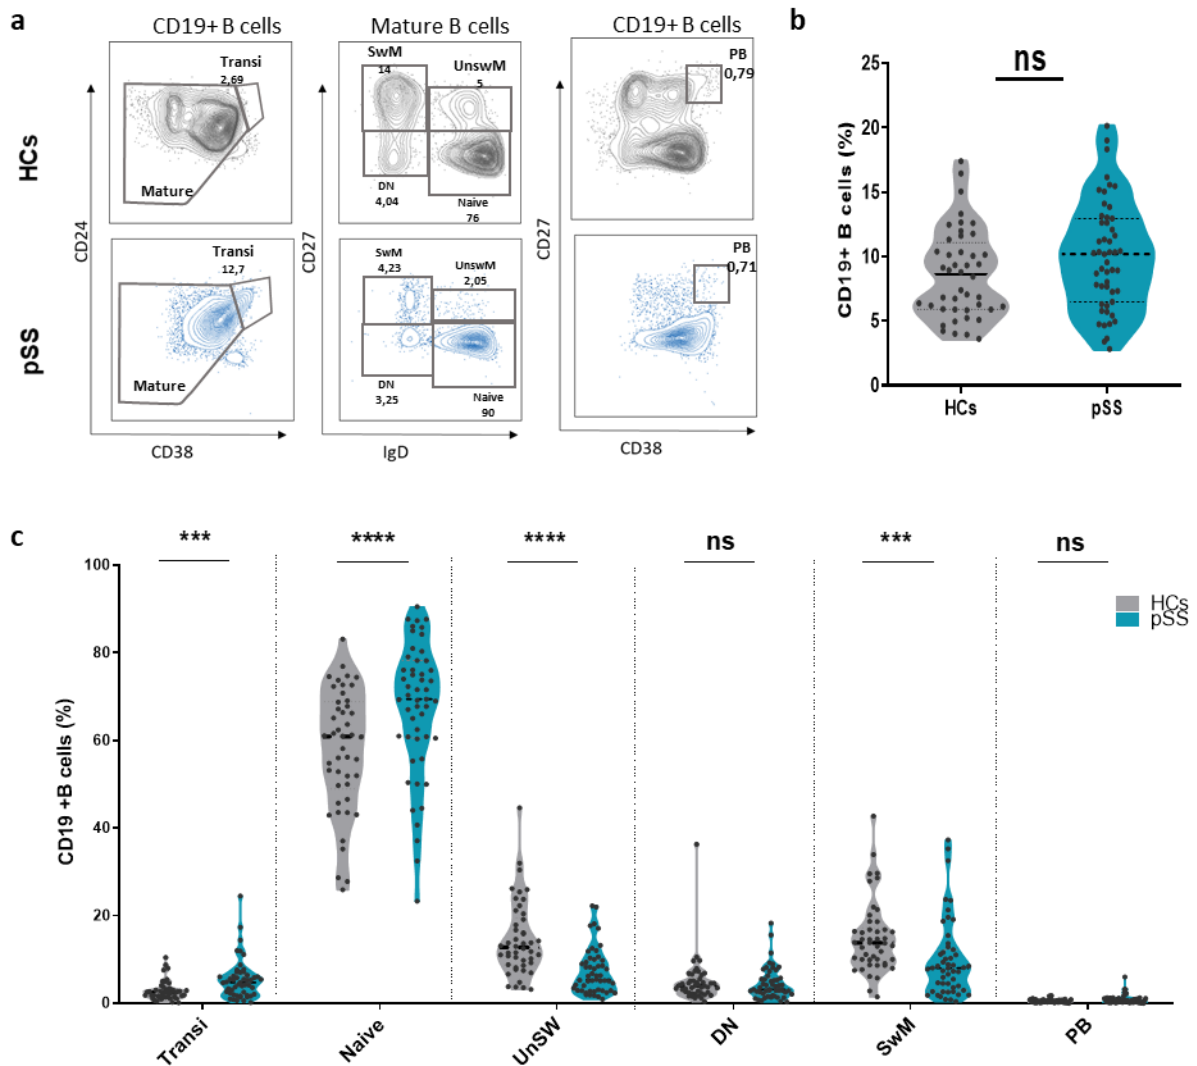 a
CD19+ B cells
Mature B cells
CD19+ B cells
HCs
CD24
Transi
2,69
Mature
CD27
SwM
14
UnswM
5
DN
4,04
Naive
76
CD27
PB
0,79
pSS
Transi
12,7
Mature
SwM
4,23
UnswM
2,05
DN
3,25
Naive
90
PB
0,71
CD38
IgD
CD38
b
ns
CD19+ B cells (%)
25
20
15
10
5
0
HCs
pSS
c
***
****
****
ns
***
ns
HCs
pSS
CD19 +B cells (%)
100
80
60
40
20
0
Transi
Naive
UnSW
DN
SwM
PB